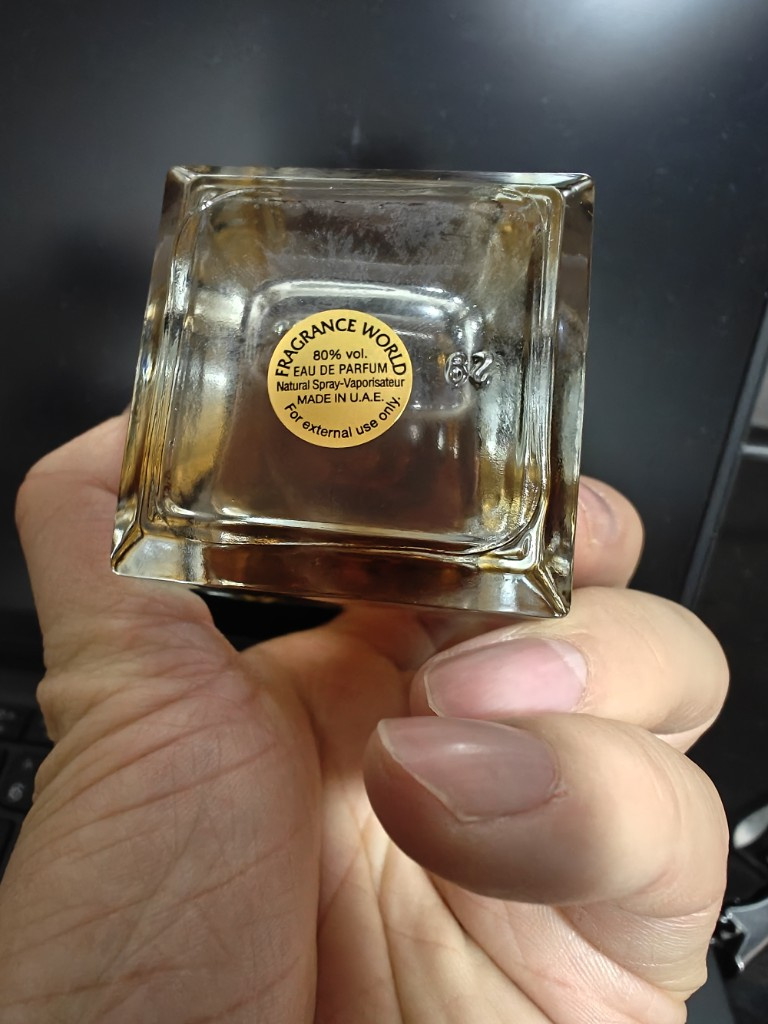 FRAGRANCE WORLD
80% vol.
EAU DE PARFUM
Natural Spray-Vaporisateur
MADE IN U.A.E.
For external use only.